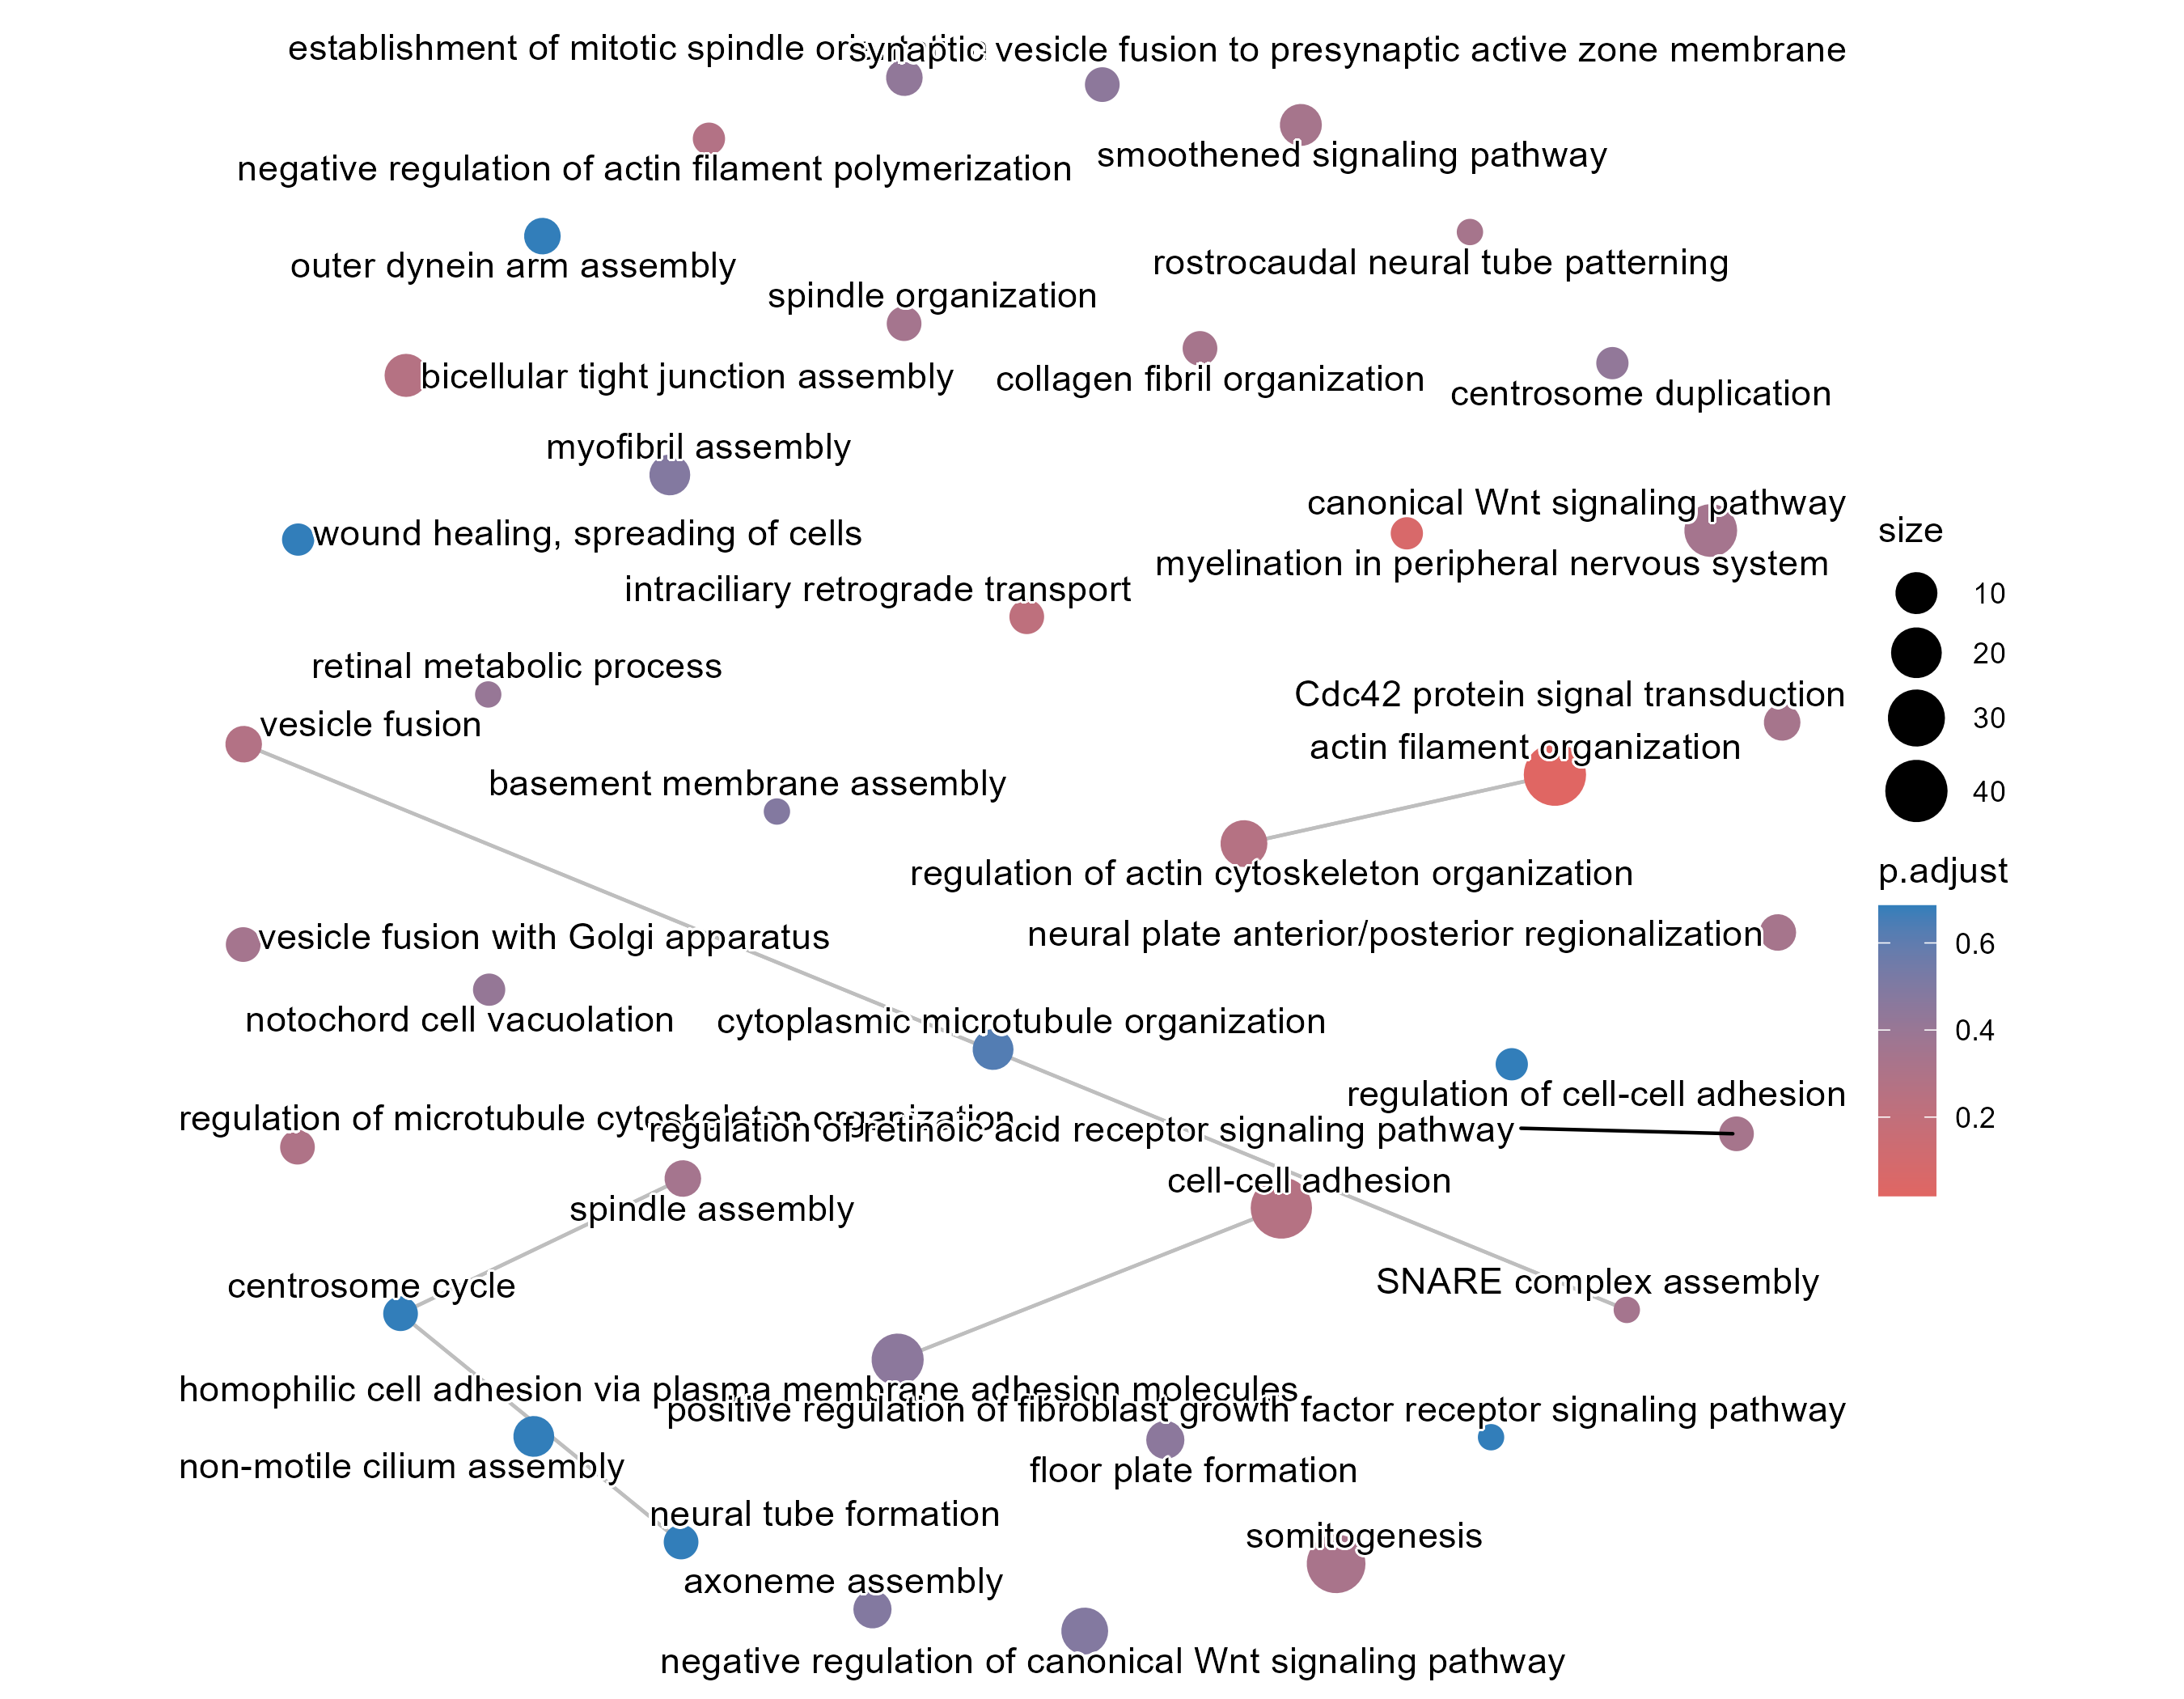 establishment of mitotic spindle
synaptic vesicle fusion to presynaptic active zone membrane
negative regulation of actin filament polymerization
smoothened signaling pathway
outer dynein arm assembly
rostrocaudal neural tube patterning
spindle organization
bicellular tight junction assembly
collagen fibril organization
centrosome duplication
myofibril assembly
canonical Wnt signaling pathway
wound healing, spreading of cells
myelination in peripheral nervous system
intraciliary retrograde transport
retinal metabolic process
vesicle fusion
Cdc42 protein signal transduction
actin filament organization
basement membrane assembly
regulation of actin cytoskeleton organization
vesicle fusion with Golgi apparatus
neural plate anterior/posterior regionalization
notochord cell vacuolation
cytoplasmic microtubule organization
regulation of cell-cell adhesion
regulation of microtubule cytoskeleton organization
regulation of retinoic acid receptor signaling pathway
spindle assembly
cell-cell adhesion
centrosome cycle
SNARE complex assembly
homophilic cell adhesion via plasma membrane adhesion molecules
positive regulation of fibroblast growth factor receptor signaling pathway
non-motile cilium assembly
floor plate formation
neural tube formation
somitogenesis
axoneme assembly
negative regulation of canonical Wnt signaling pathway
size
10
20
30
40
p.adjust
0.6
0.4
0.2